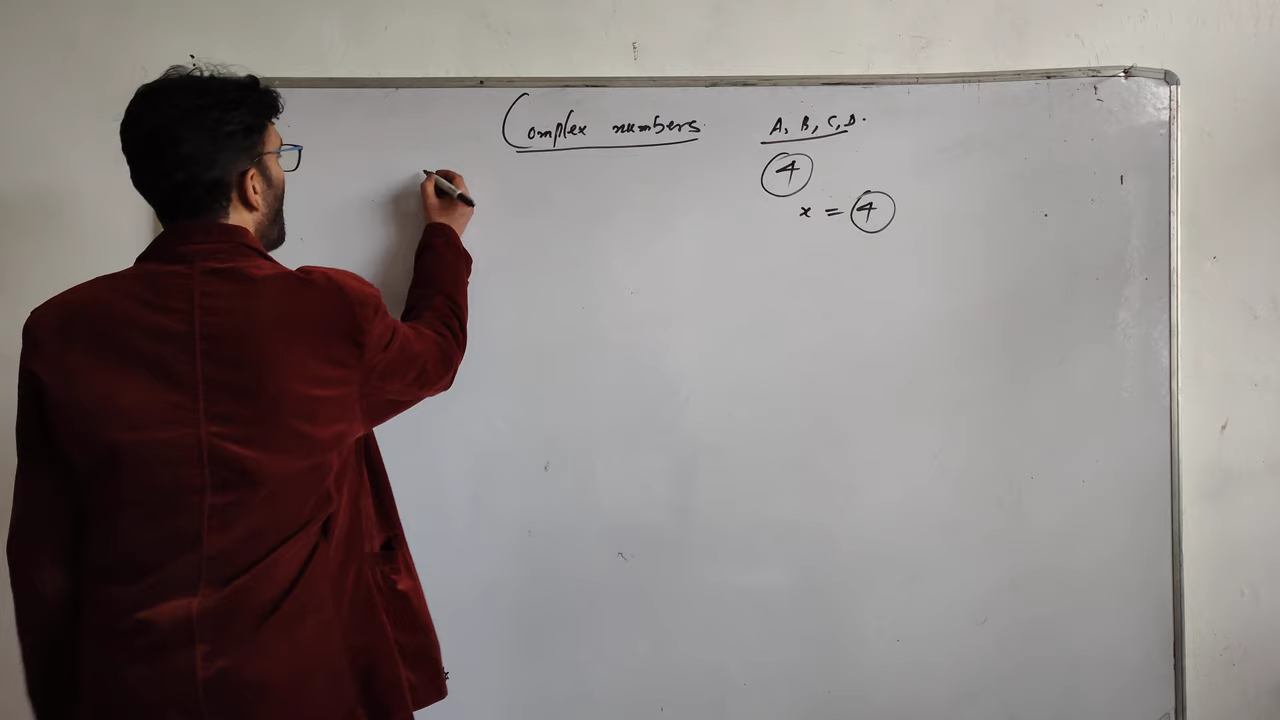 Complex numbers
A, B, C, D.
4
x = 4